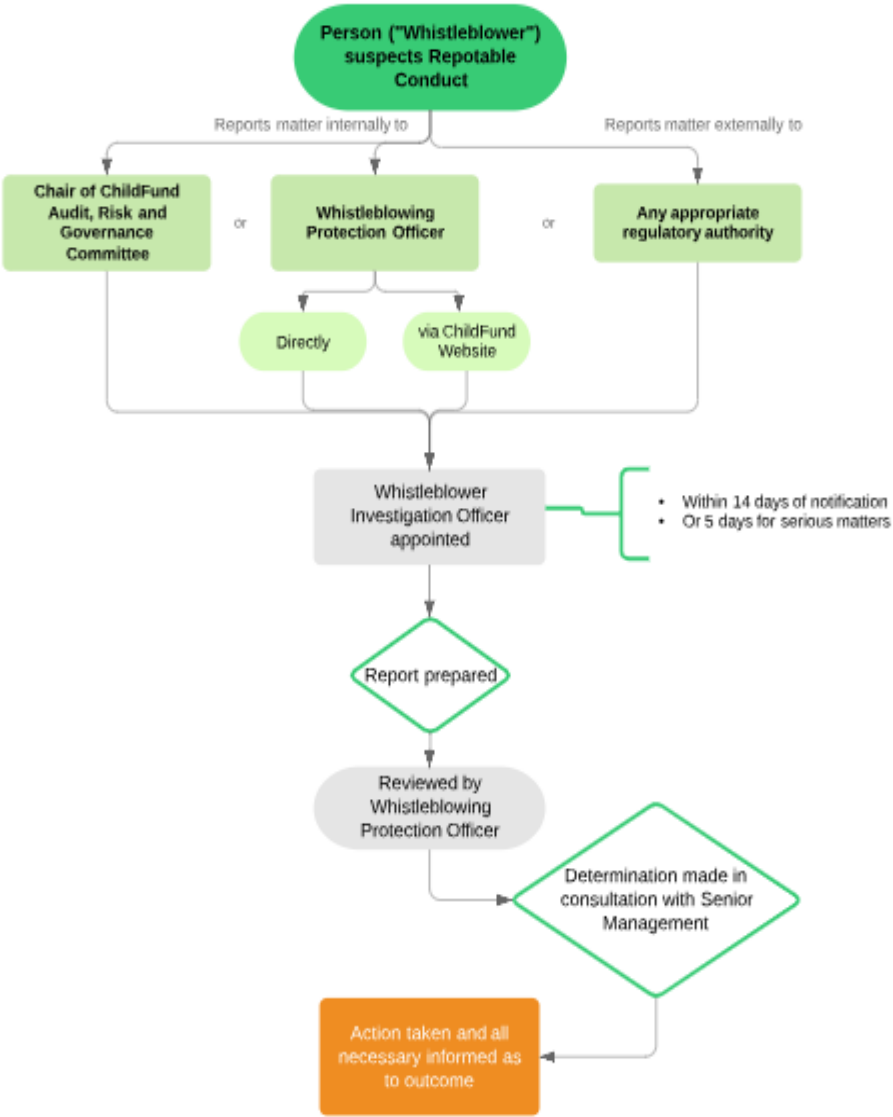 Person ("Whistleblower")
suspects Repotable
Conduct
Reports matter internally to
Reports matter externally to
Chair of ChildFund
Audit, Risk and
Governance
Committee
or
Whistleblowing
Protection Officer
or
Any appropriate
regulatory authority
Directly
via ChildFund
Website
Whistleblower
Investigation Officer
appointed
• Within 14 days of notification
• Or 5 days for serious matters
Report prepared
Reviewed by
Whistleblowing
Protection Officer
Determination made in
consultation with Senior
Management
Action taken and all
necessary informed as
to outcome